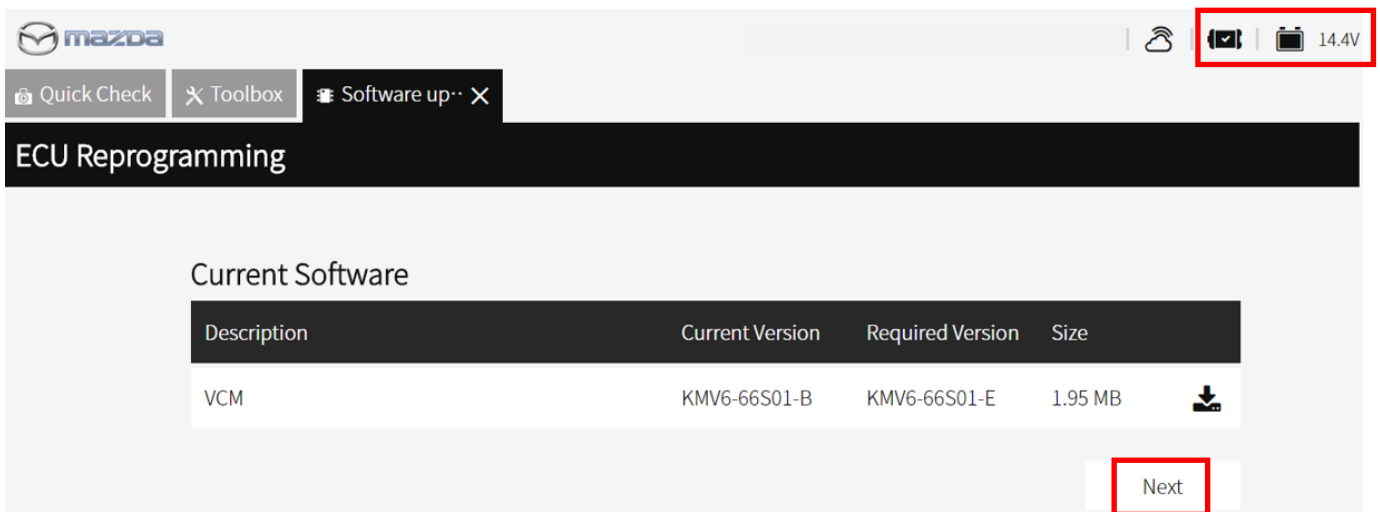 mazda
14.4V
Quick Check Toolbox Software up·· X
ECU Reprogramming
Current Software
Description Current Version Required Version Size
VCM KMV6-66S01-B KMV6-66S01-E 1.95 MB
Next